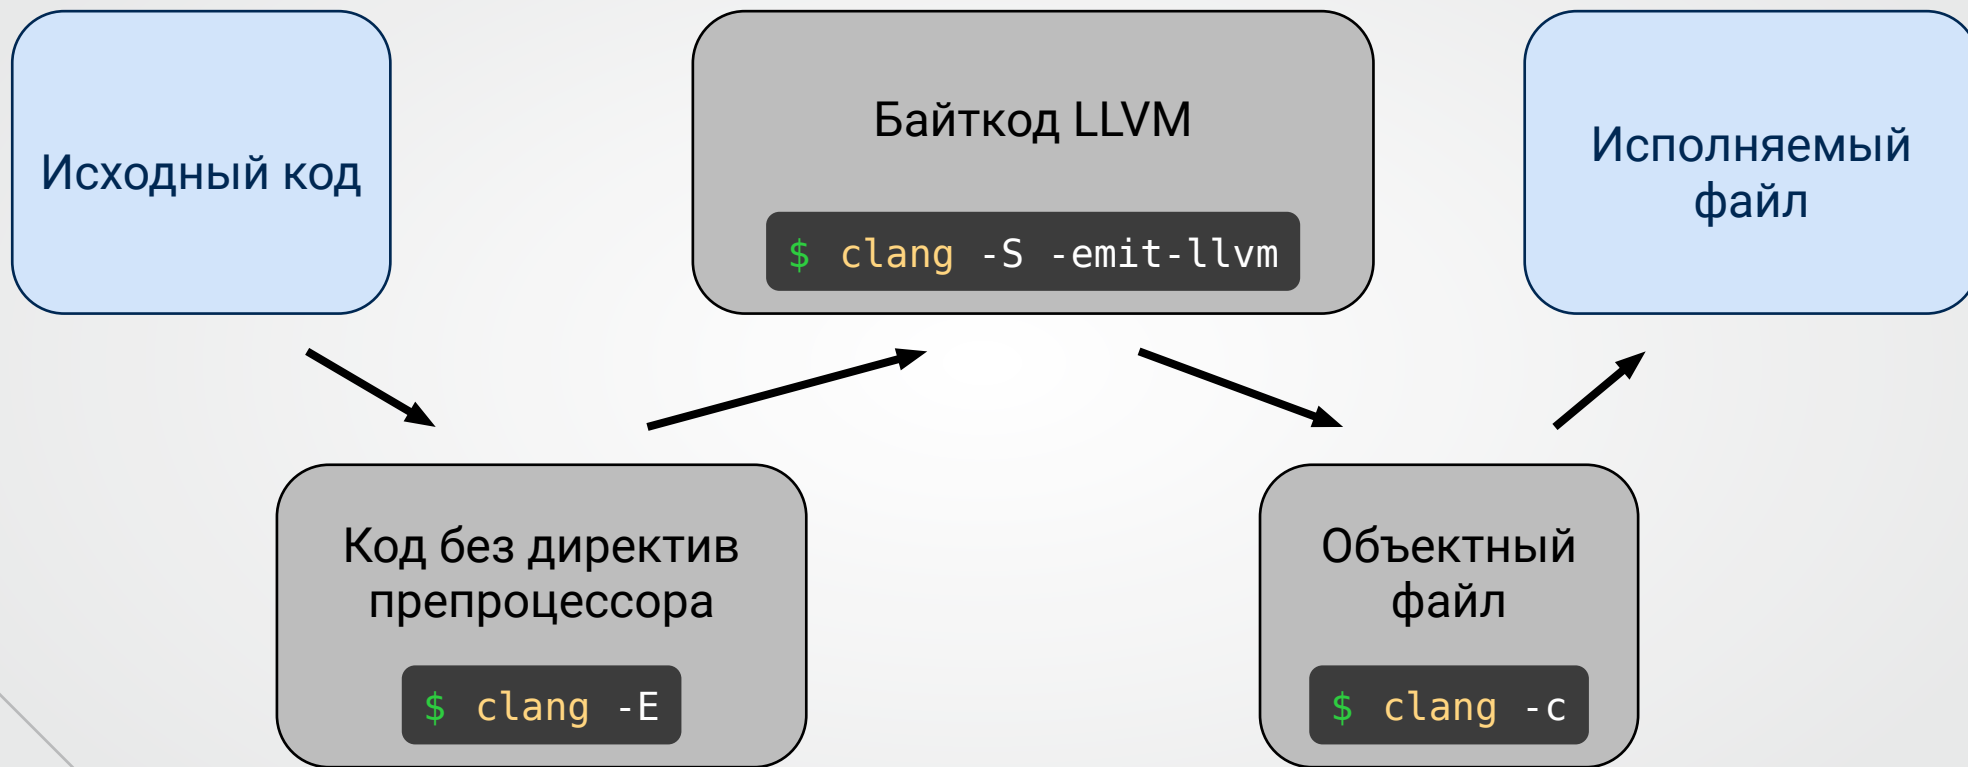 Исходный код
Байткод LLVM
$ clang -S -emit-llvm
Исполняемый
файл
Код без директив
препроцессора
$ clang -E
Объектный
файл
$ clang -c